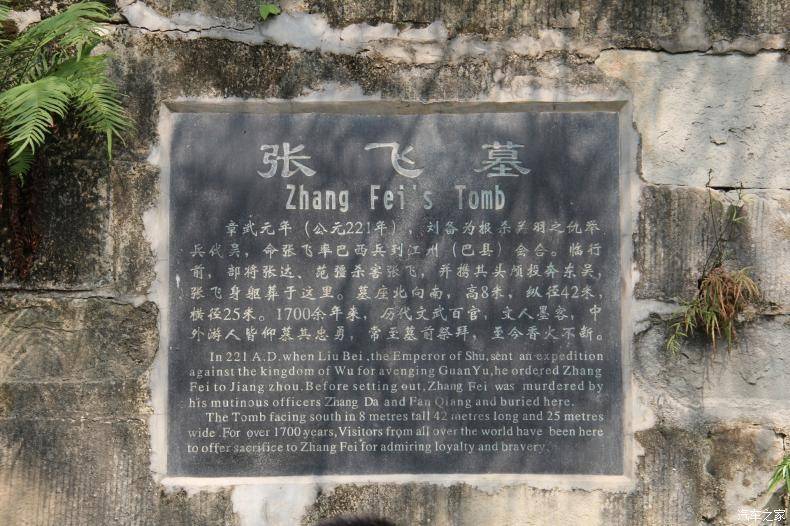 张飞墓
Zhang Fei's Tomb
章武元年（公元221年），刘备为报杀关羽之仇举
兵伐吴，命张飞率巴西兵到江州（巴县）会合。临行
前，部将张达、范彊杀害张飞，并携其头颅投奔东吴，
张飞身躯葬于这里。墓座北向南，高8米，纵径42米，
横径25米。1700余年来，历代文武百官，文人墨客，中
外游人皆仰慕其忠勇，常至墓前祭拜，至今香火不断。
In 221 A.D.when Liu Bei ,the Emperor of Shu,sent an expedition
against the kingdom of Wu for avenging GuanYu,he ordered Zhang
Fei to Jiang zhou.Before setting out,Zhang Fei was murdered by
his mutinous officers Zhang Da and Fan Qiang and buried here.
The Tomb facing south in 8 metres tall 42 metres long and 25 metres
wide .For over 1700 years,Visitors from all over the world have been here
to offer sacrifice to Zhang Fei for admiring loyalty and bravery.
汽车之家